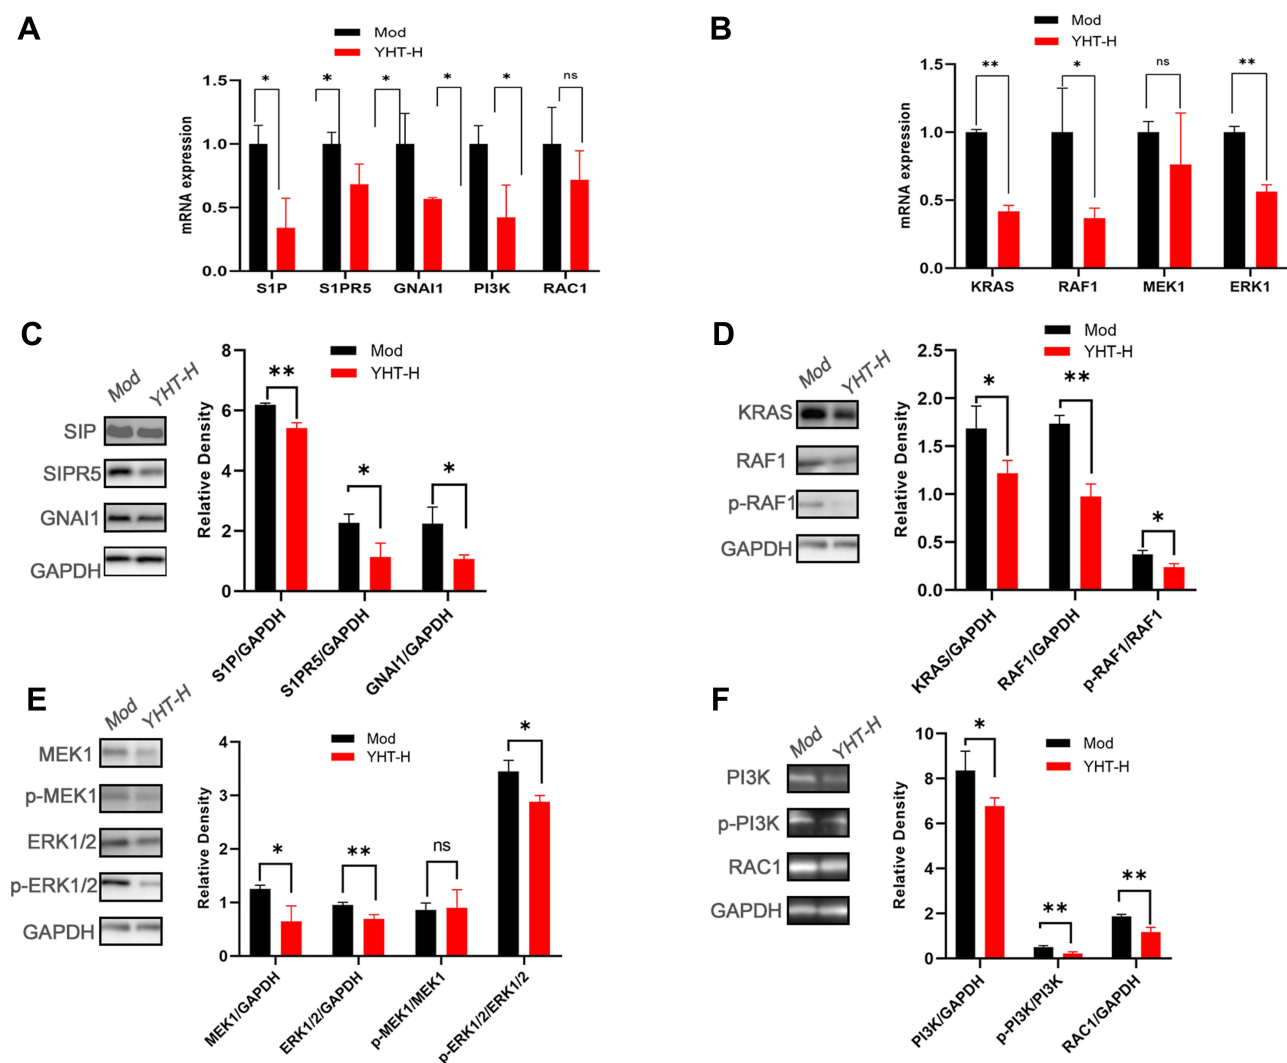 A
Mod
YHT-H
mRNA expression
1.5
1.0
0.5
0.0
* * * * * ns
S1P S1PR5 GNAI1 PI3K RAC1
B
Mod
YHT-H
mRNA expression
1.5
1.0
0.5
0.0
** * ns **
KRAS RAF1 MEK1 ERK1
C
Mod YHT-H
SIP
SIPR5
GNAI1
GAPDH
Mod
YHT-H
Relative Density
8
6
4
2
0
** * *
S1P/GAPDH S1PR5/GAPDH GNAI1/GAPDH
D
Mod YHT-H
KRAS
RAF1
p-RAF1
GAPDH
Mod
YHT-H
Relative Density
2.5
2.0
1.5
1.0
0.5
0.0
* ** *
KRAS/GAPDH RAF1/GAPDH p-RAF1/RAF1
E
Mod YHT-H
MEK1
p-MEK1
ERK1/2
p-ERK1/2
GAPDH
Mod
YHT-H
Relative Density
4
3
2
1
0
* ** ns *
MEK1/GAPDH ERK1/2/GAPDH p-MEK1/MEK1 p-ERK1/2/ERK1/2
F
Mod YHT-H
PI3K
p-PI3K
RAC1
GAPDH
Mod
YHT-H
Relative Density
10
8
6
4
2
0
* ** **
PI3K/GAPDH p-PI3K/PI3K RAC1/GAPDH